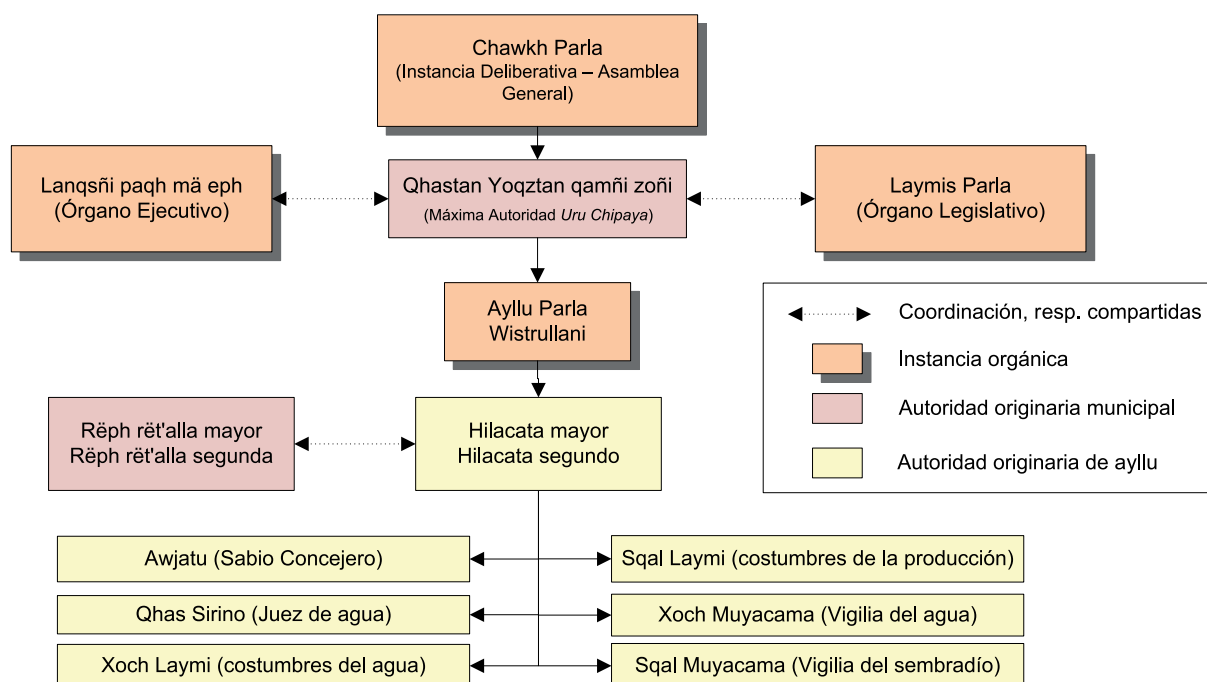 Chawkh Parla
(Instancia Deliberativa – Asamblea
General)
Lanqsñi paqh mä eph
(Órgano Ejecutivo)
Qhastan Yoqztan qamñi zoñi
(Máxima Autoridad Uru Chipaya)
Laymis Parla
(Órgano Legislativo)
Ayllu Parla
Wistrullani
Coordinación, resp. compartidas
Instancia orgánica
Autoridad originaria municipal
Autoridad originaria de ayllu
Rëph rët'alla mayor
Rëph rët'alla segunda
Hilacata mayor
Hilacata segundo
Awjatu (Sabio Concejero)
Sqal Laymi (costumbres de la producción)
Qhas Sirino (Juez de agua)
Xoch Muyacama (Vigilia del agua)
Xoch Laymi (costumbres del agua)
Sqal Muyacama (Vigilia del sembradío)